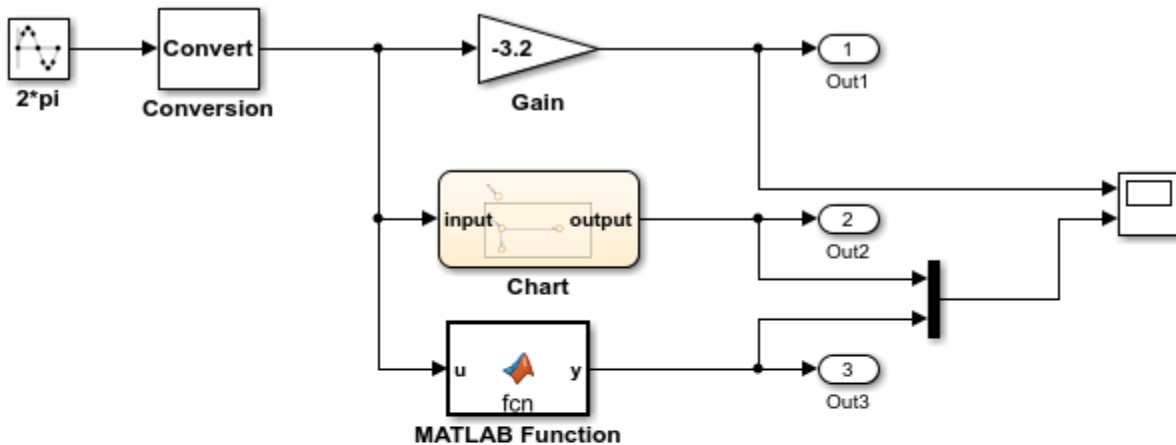 Convert
2*pi
Conversion
-3.2
Gain
1
Out1
input output
Chart
2
Out2
u y
fcn
MATLAB Function
3
Out3